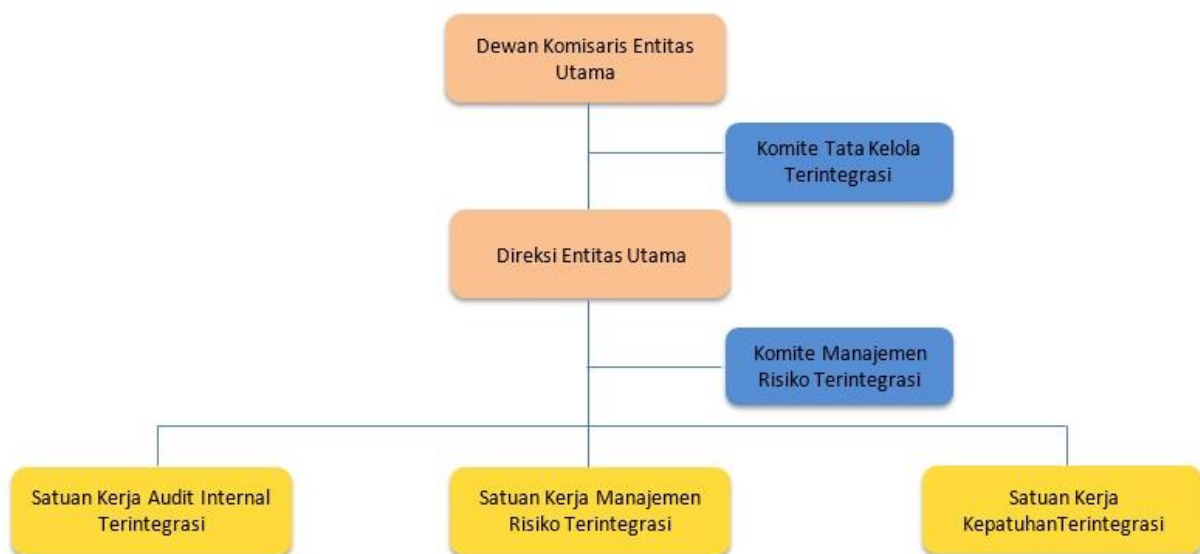 Dewan Komisaris Entitas
Utama
Komite Tata Kelola
Terintegrasi
Direksi Entitas Utama
Komite Manajemen
Risiko Terintegrasi
Satuan Kerja Audit Internal
Terintegrasi
Satuan Kerja Manajemen
Risiko Terintegrasi
Satuan Kerja
KepatuhanTerintegrasi